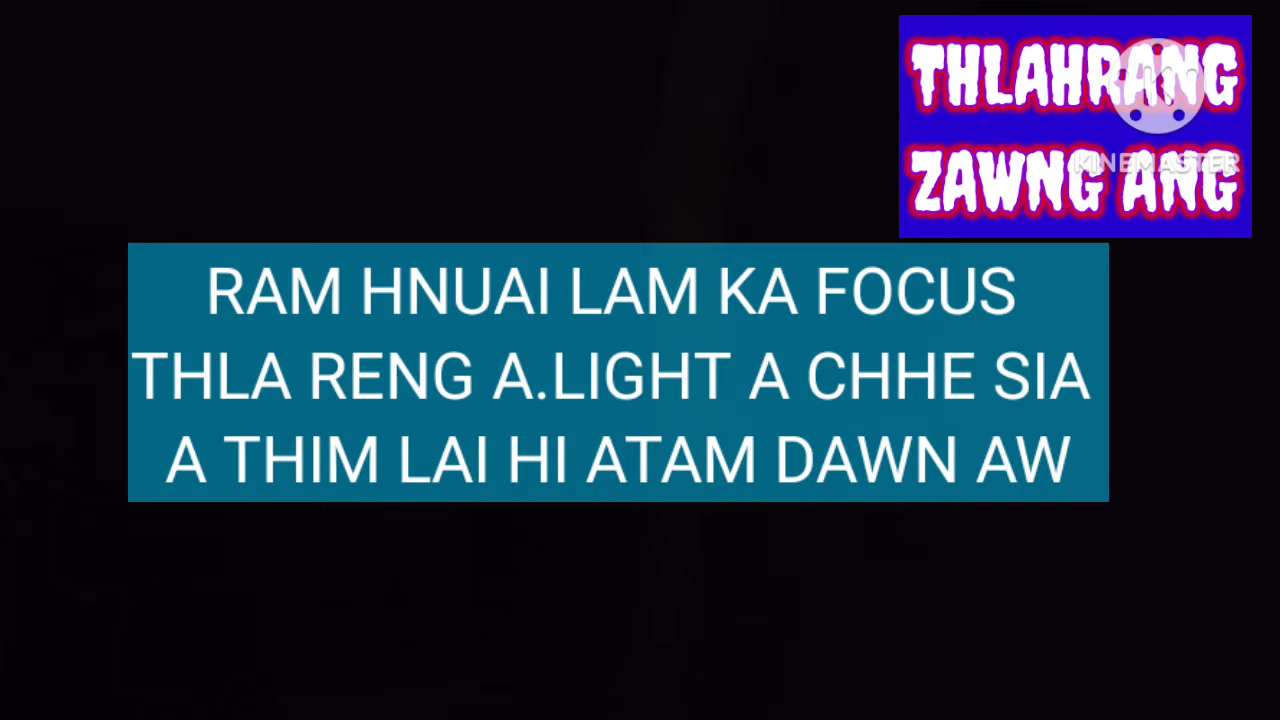 THLAHRANG
ZAWNG ANG
KINEMASTER
RAM HNUAI LAM KA FOCUS
THLA RENG A.LIGHT A CHHE SIA
A THIM LAI HI ATAM DAWN AW